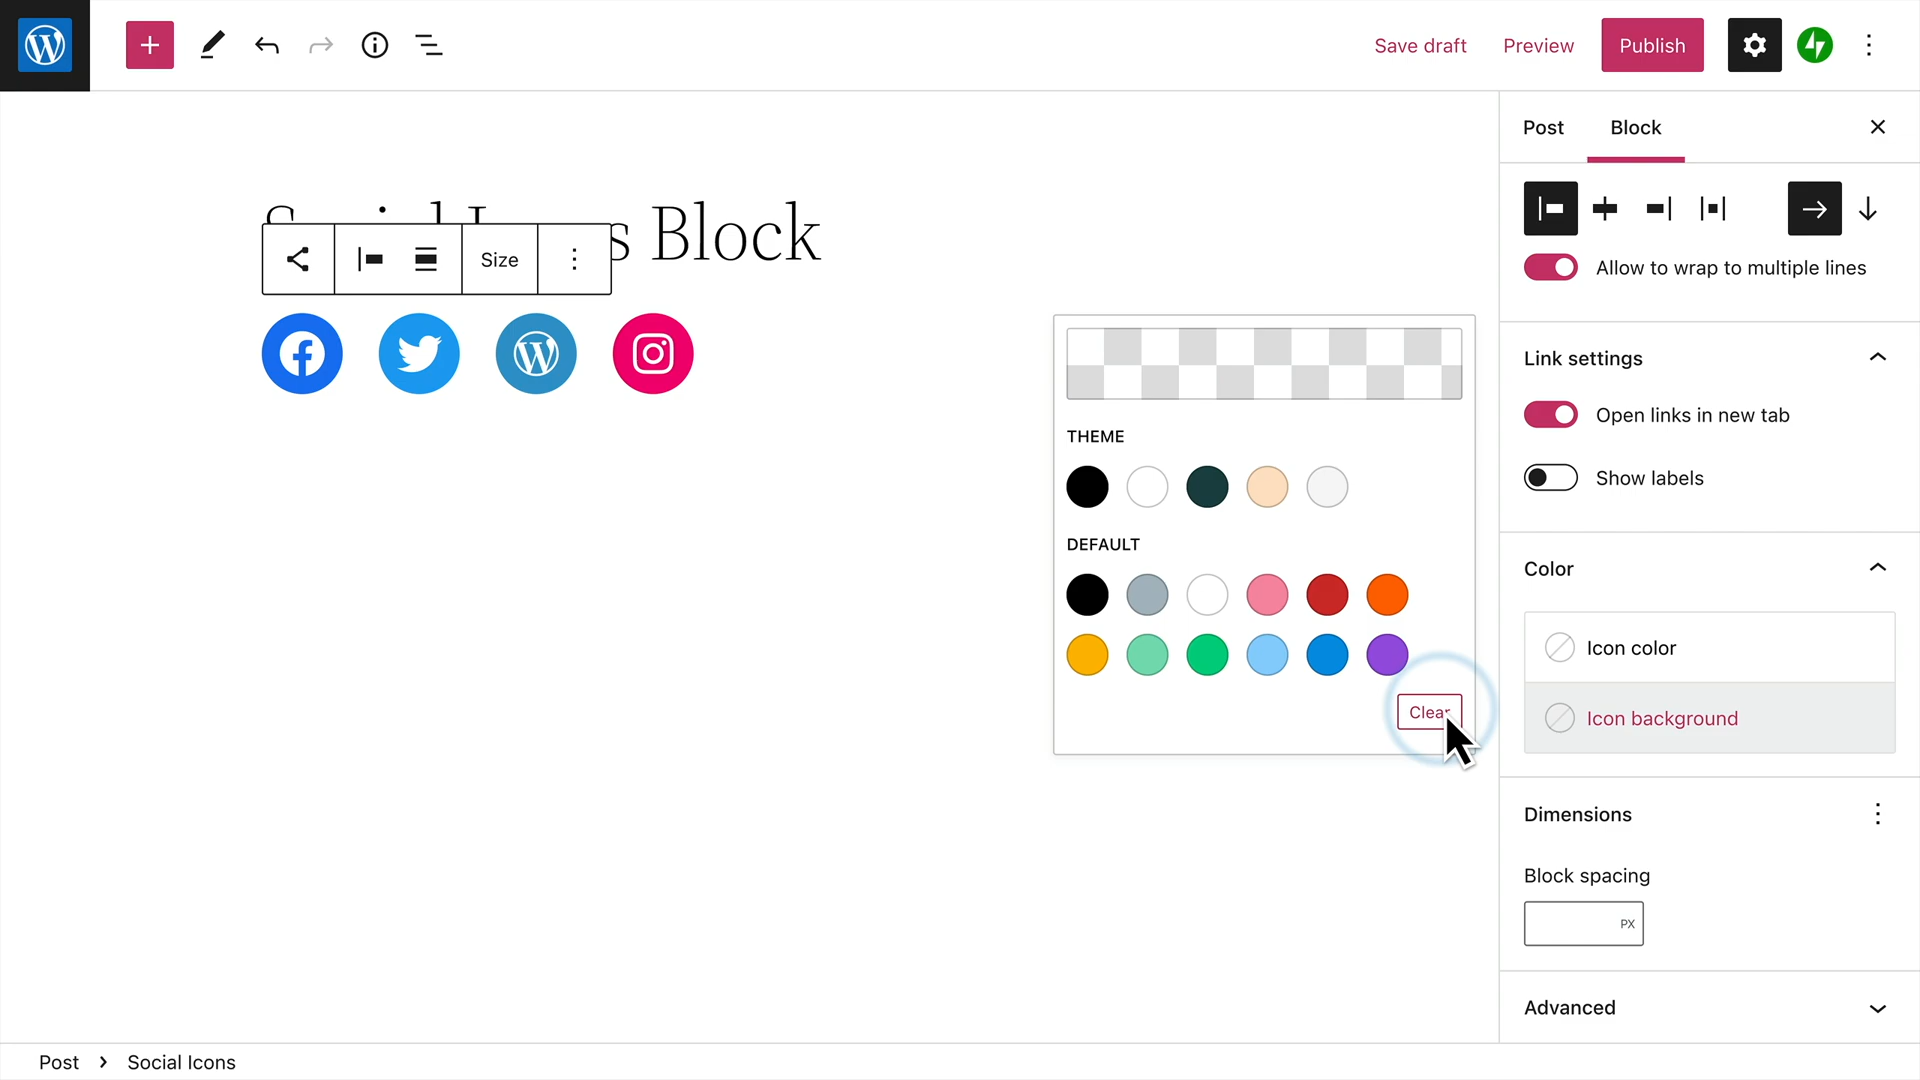 Save draft
Preview
Publish
Post
Block
Social Icons Block
Size
Allow to wrap to multiple lines
Link settings
Open links in new tab
Show labels
THEME
DEFAULT
Clear
Color
Icon color
Icon background
Dimensions
Block spacing
PX
Advanced
Post
Social Icons